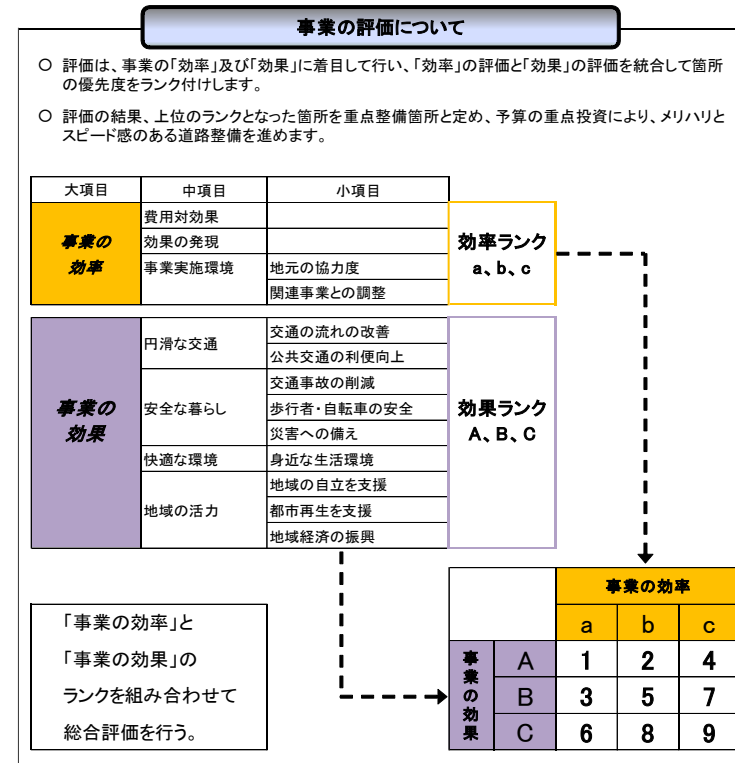 事業の評価について
○ 評価は、事業の「効率」及び「効果」に着目して行い、「効率」の評価と「効果」の評価を統合して箇所
の優先度をランク付けします。
○ 評価の結果、上位のランクとなった箇所を重点整備箇所と定め、予算の重点投資により、メリハリと
スピード感のある道路整備を進めます。
大項目 中項目 小項目
事業の
効率
費用対効果
効果の発現
事業実施環境 地元の協力度
関連事業との調整
効率ランク
a、b、c
事業の
効果
円滑な交通
交通の流れの改善
公共交通の利便向上
安全な暮らし
交通事故の削減
歩行者・自転車の安全
災害への備え
快適な環境 身近な生活環境
地域の活力
地域の自立を支援
都市再生を支援
地域経済の振興
効果ランク
A、B、C
「事業の効率」と
「事業の効果」の
ランクを組み合わせて
総合評価を行う。
事業の効率
a b c
事業の効果
A 1 2 4
B 3 5 7
C 6 8 9